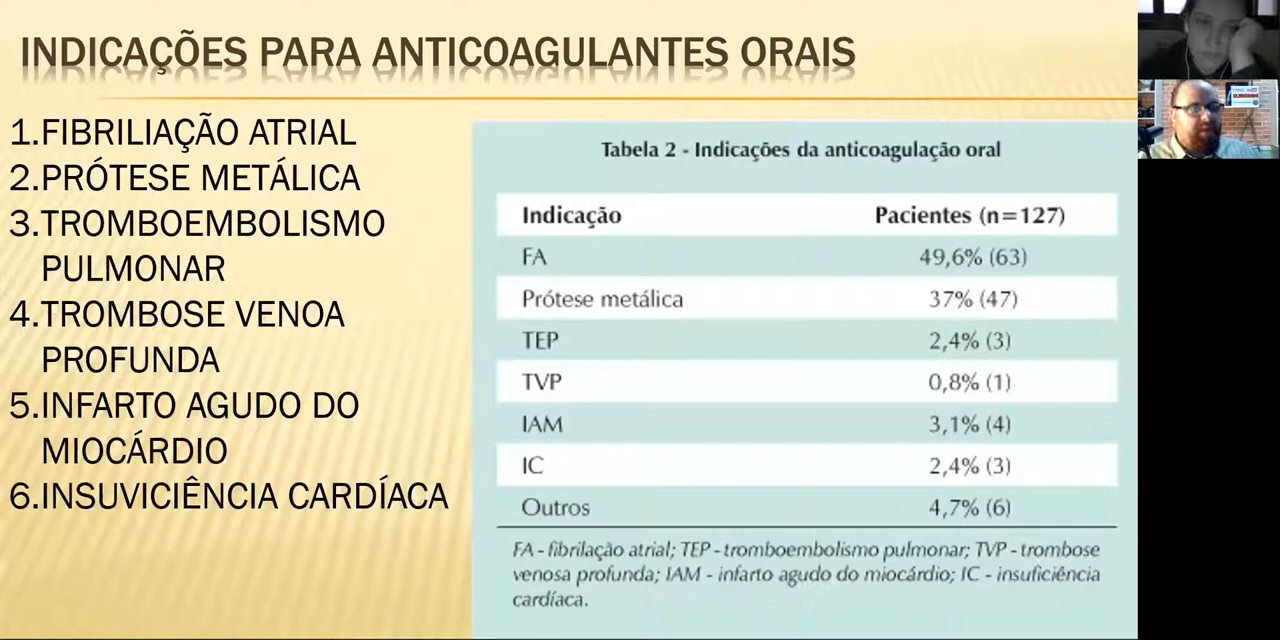 INDICAÇÕES PARA ANTICOAGULANTES ORAIS
1.FIBRILIAÇÃO ATRIAL
2.PRÓTESE METÁLICA
3.TROMBOEMBOLISMO
PULMONAR
4.TROMBOSE VENOA
PROFUNDA
5.INFARTO AGUDO DO
MIOCÁRDIO
6.INSUVICIÊNCIA CARDÍACA
Tabela 2 - Indicações da anticoagulação oral
Indicação Pacientes (n=127)
FA 49,6% (63)
Prótese metálica 37% (47)
TEP 2,4% (3)
TVP 0,8% (1)
IAM 3,1% (4)
IC 2,4% (3)
Outros 4,7% (6)
FA - fibrilação atrial; TEP - tromboembolismo pulmonar; TVP - trombose
venosa profunda; IAM - infarto agudo do miocárdio; IC - insuficiência
cardíaca.